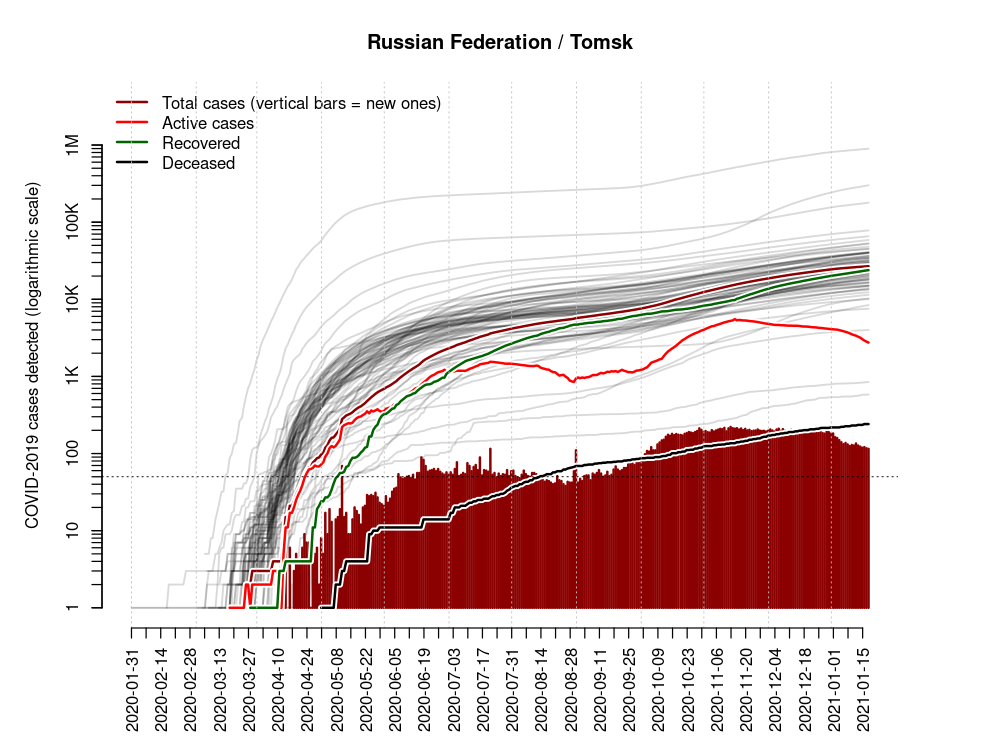 Russian Federation / Tomsk
Total cases (vertical bars = new ones)
Active cases
Recovered
Deceased
COVID-2019 cases detected (logarithmic scale)
1M
100K
10K
1K
100
10
1
2020-01-31
2020-02-14
2020-02-28
2020-03-13
2020-03-27
2020-04-10
2020-04-24
2020-05-08
2020-05-22
2020-06-05
2020-06-19
2020-07-03
2020-07-17
2020-07-31
2020-08-14
2020-08-28
2020-09-11
2020-09-25
2020-10-09
2020-10-23
2020-11-06
2020-11-20
2020-12-04
2020-12-18
2021-01-01
2021-01-15